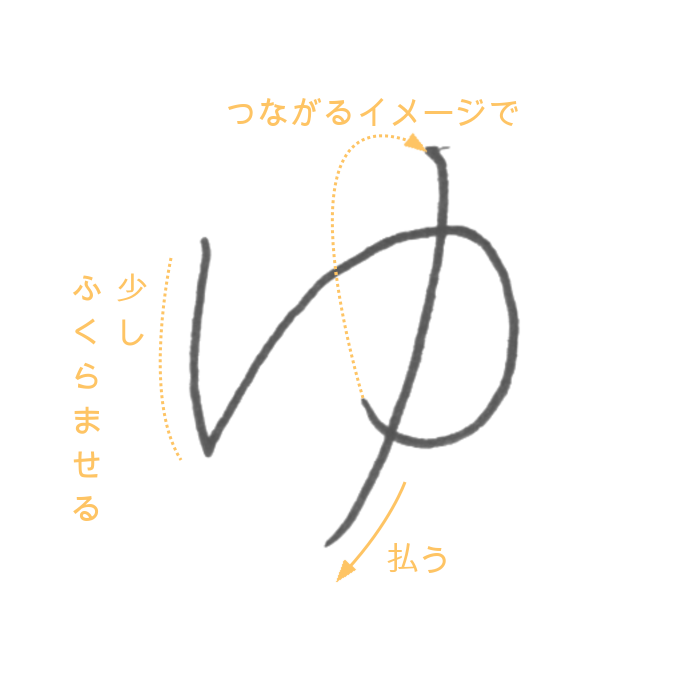 つながるイメージで
ゆ
少し
ふくらませる
払う